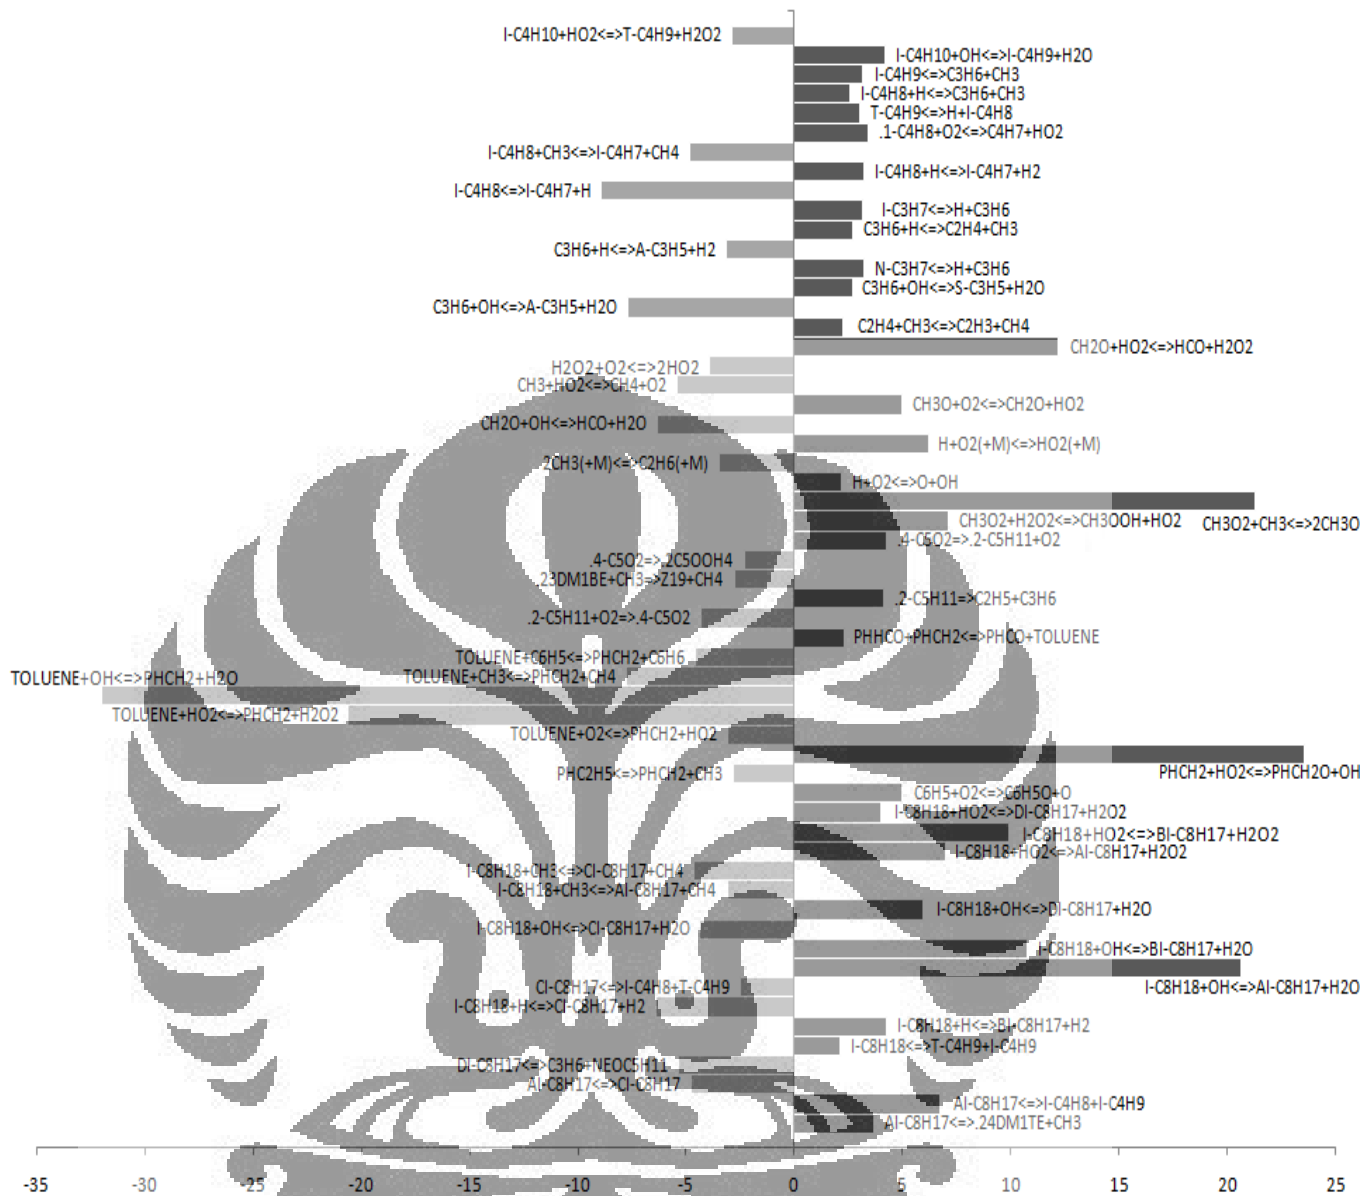 I-C4H10+HO2<=>T-C4H9+H2O2
I-C4H10+OH<=>I-C4H9+H2O
I-C4H9<=>C3H6+CH3
I-C4H8+H<=>C3H6+CH3
T-C4H9<=>H+I-C4H8
.1-C4H8+O2<=>C4H7+HO2
I-C4H8+CH3<=>I-C4H7+CH4
I-C4H8+H<=>I-C4H7+H2
I-C4H8<=>I-C4H7+H
I-C3H7<=>H+C3H6
C3H6+H<=>C2H4+CH3
C3H6+H<=>A-C3H5+H2
N-C3H7<=>H+C3H6
C3H6+OH<=>S-C3H5+H2O
C3H6+OH<=>A-C3H5+H2O
C2H4+CH3<=>C2H3+CH4
CH2O+HO2<=>HCO+H2O2
H2O2+O2<=>2HO2
CH3+HO2<=>CH4+O2
CH3O+O2<=>CH2O+HO2
CH2O+OH<=>HCO+H2O
H+O2(+M)<=>HO2(+M)
2CH3(+M)<=>C2H6(+M)
H+O2<=>O+OH
CH3O2+CH3<=>2CH3O
CH3O2+H2O2<=>CH3OOH+HO2
.4-C5O2=>.2-C5H11+O2
.4-C5O2=>.2C5OOH4
.23DM1BE+CH3=>Z19+CH4
.2-C5H11=>C2H5+C3H6
.2-C5H11+O2=>.4-C5O2
PHHCO+PHCH2<=>PHCO+TOLUENE
TOLUENE+C6H5<=>PHCH2+C6H6
TOLUENE+CH3<=>PHCH2+CH4
TOLUENE+OH<=>PHCH2+H2O
TOLUENE+HO2<=>PHCH2+H2O2
TOLUENE+O2<=>PHCH2+HO2
PHCH2+HO2<=>PHCH2O+OH
PHC2H5<=>PHCH2+CH3
C6H5+O2<=>C6H5O+O
I-C8H18+HO2<=>DI-C8H17+H2O2
I-C8H18+HO2<=>BI-C8H17+H2O2
I-C8H18+HO2<=>AI-C8H17+H2O2
I-C8H18+CH3<=>CI-C8H17+CH4
I-C8H18+CH3<=>AI-C8H17+CH4
I-C8H18+OH<=>DI-C8H17+H2O
I-C8H18+OH<=>CI-C8H17+H2O
I-C8H18+OH<=>BI-C8H17+H2O
I-C8H18+OH<=>AI-C8H17+H2O
CI-C8H17<=>I-C4H8+T-C4H9
I-C8H18+H<=>CI-C8H17+H2
I-C8H18+H<=>BI-C8H17+H2
I-C8H18<=>T-C4H9+I-C4H9
DI-C8H17<=>C3H6+NEOC5H11
AI-C8H17<=>CI-C8H17
AI-C8H17<=>I-C4H8+I-C4H9
AI-C8H17<=>.24DM1TE+CH3
-35 -30 -25 -20 -15 -10 -5 0 5 10 15 20 25